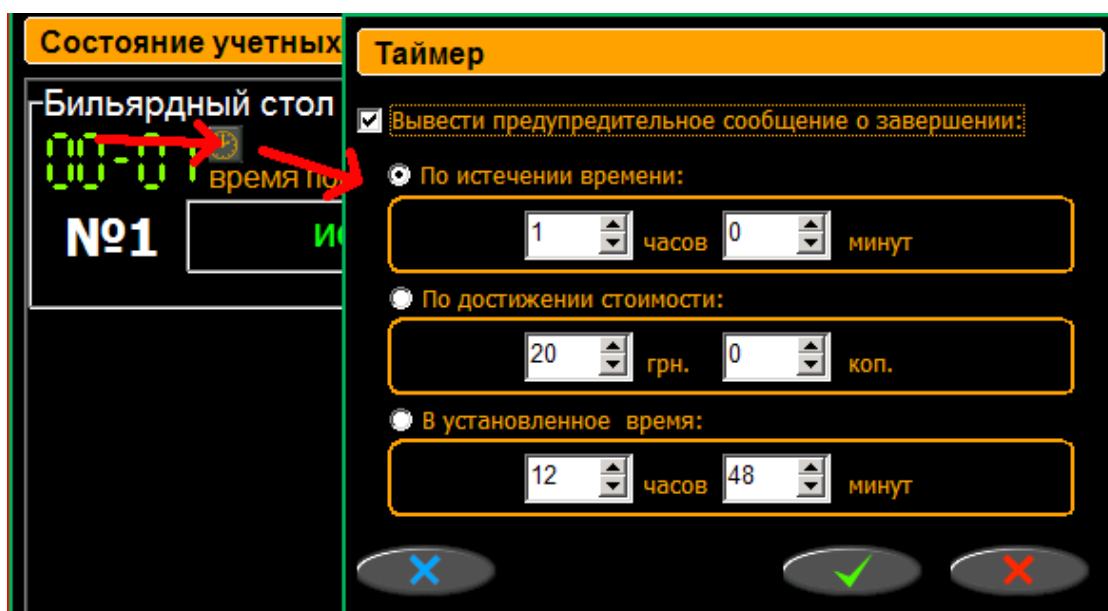 Состояние учетных
Бильярдный стол
00-01
время
№1
Таймер
Вывести предупредительное сообщение о завершении:
По истечении времени:
1 часов 0 минут
По достижении стоимости:
20 грн. 0 коп.
В установленное время:
12 часов 48 минут